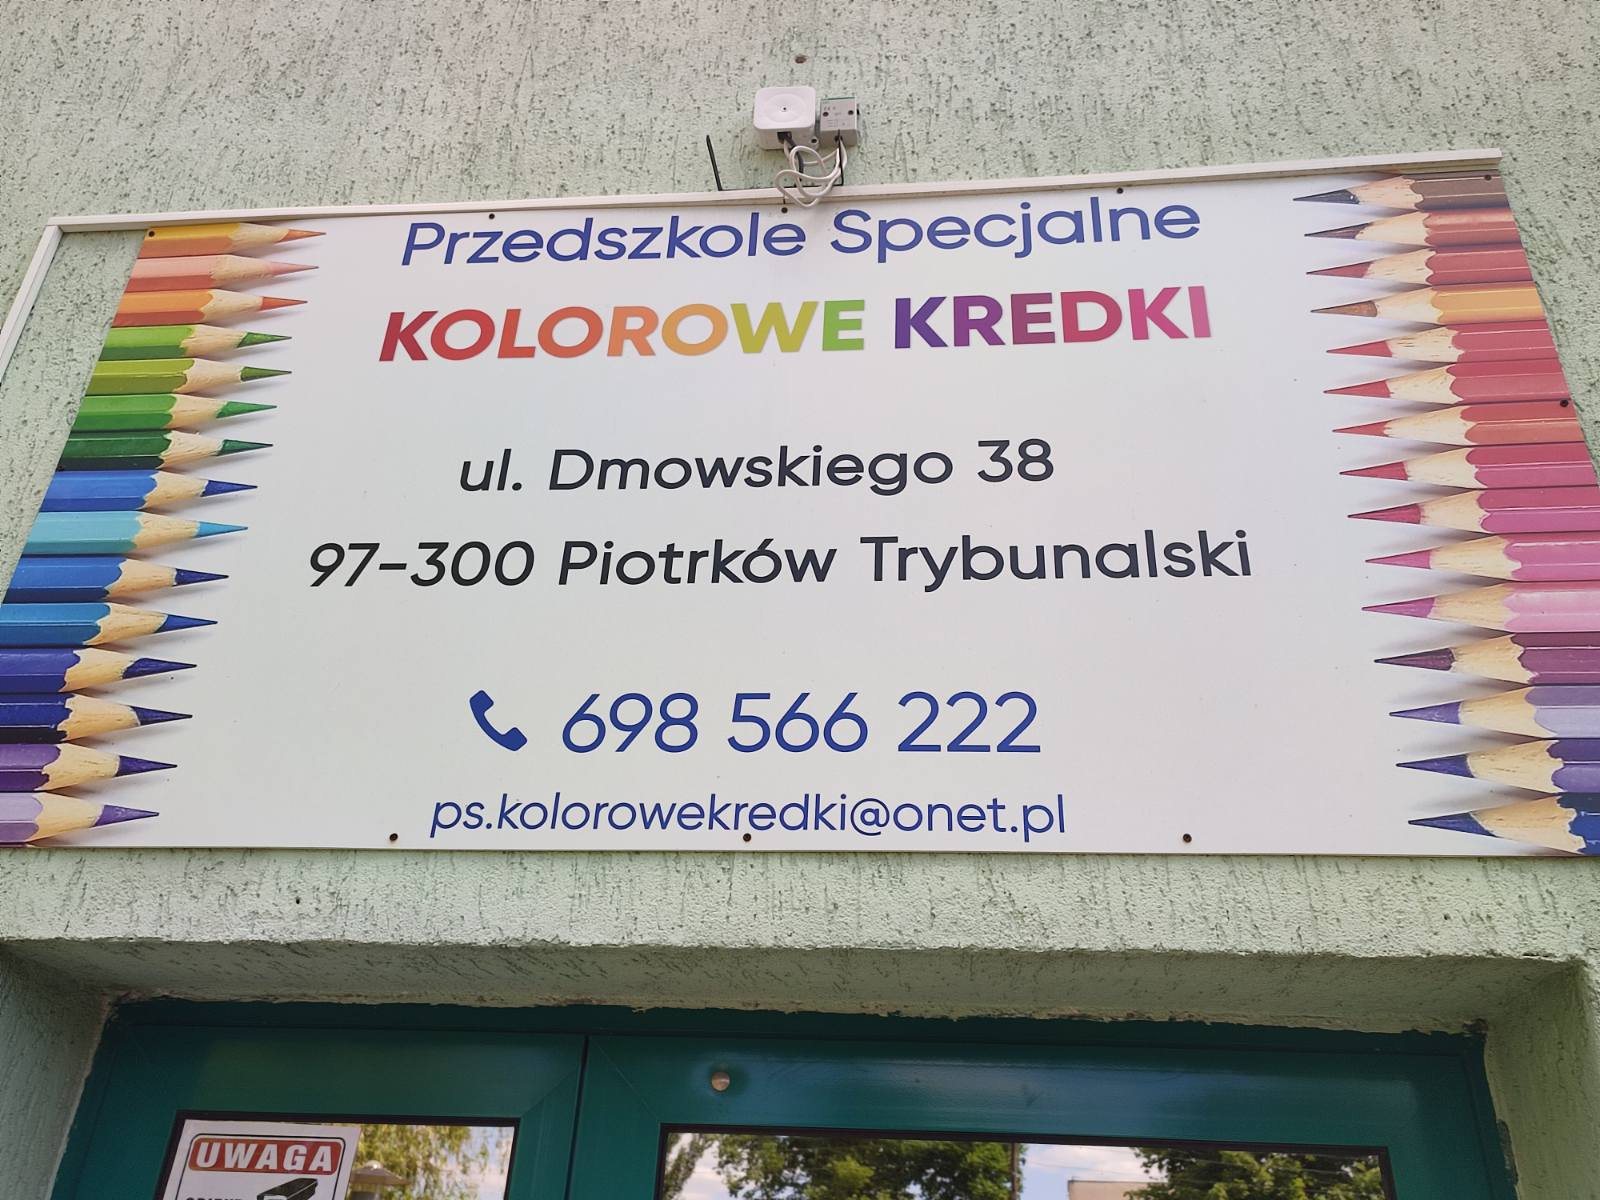 Przedszkole Specjalne
KOLOROWE KREDKI
ul. Dmowskiego 38
97-300 Piotrków Trybunalski
698 566 222
ps.kolorowekredki@onet.pl
UWAGA